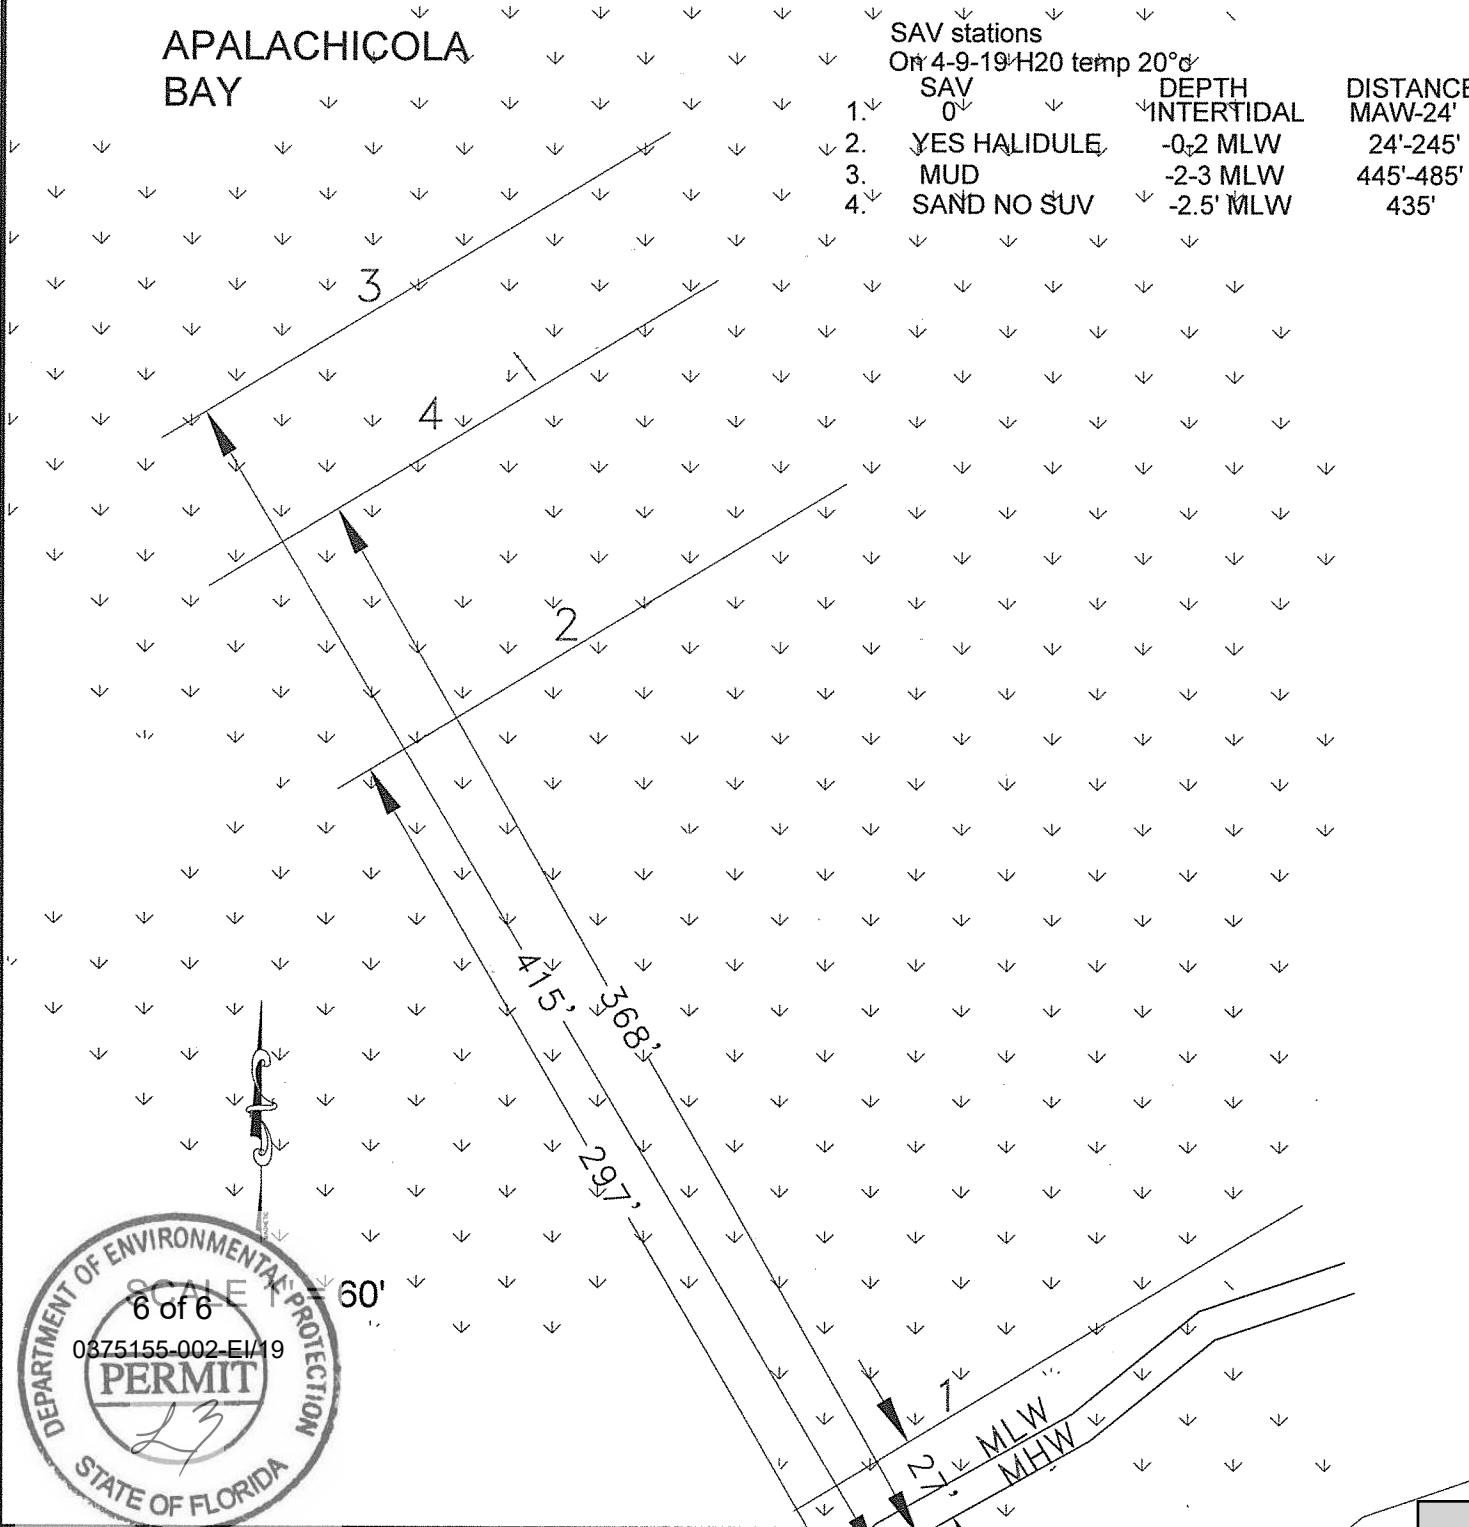 APALACHICOLA
BAY
SAV stations
On 4-9-19 H20 temp 20°c
SAV DEPTH DISTANCE
1. 0 INTERTIDAL MAW-24'
2. YES HALIDULE -0-2 MLW 24'-245'
3. MUD -2-3 MLW 445'-485'
4. SAND NO SUV -2.5' MLW 435'
3
4
2
415'
368'
297'
1
MLW
MHW
27'
SCALE 1" = 60'
6 of 6
0375155-002-EI/19
PERMIT
DEPARTMENT OF ENVIRONMENTAL PROTECTION
STATE OF FLORIDA